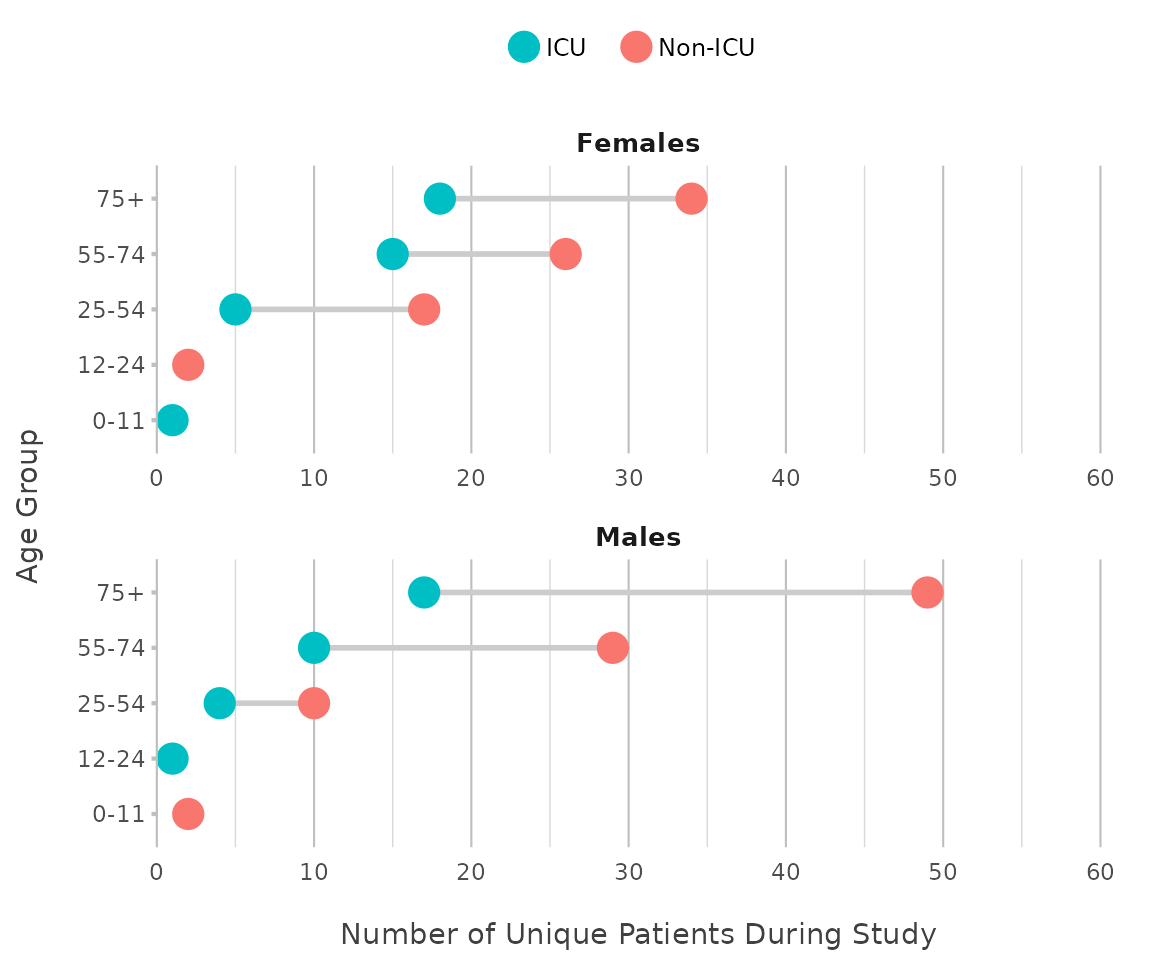 ICU Non-ICU
Females
75+
55-74
25-54
12-24
0-11
0 10 20 30 40 50 60
Age Group
Males
75+
55-74
25-54
12-24
0-11
0 10 20 30 40 50 60
Number of Unique Patients During Study